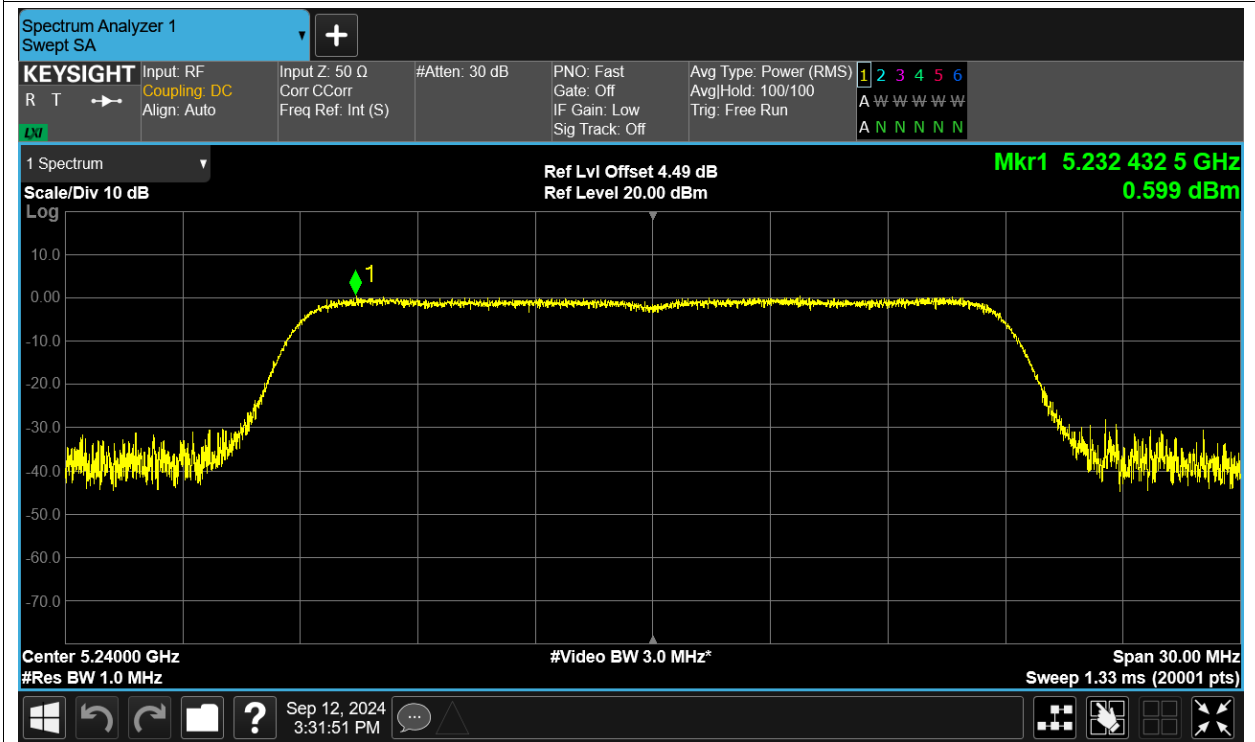 Spectrum Analyzer 1
Swept SA
KEYSIGHT
R T
LXI
Input: RF
Coupling: DC
Align: Auto
Input Z: 50 Ω
Corr CCorr
Freq Ref: Int (S)
#Atten: 30 dB
PNO: Fast
Gate: Off
IF Gain: Low
Sig Track: Off
Avg Type: Power (RMS)
Avg|Hold: 100/100
Trig: Free Run
1 2 3 4 5 6
A W W W W W
A N N N N N
1 Spectrum
Scale/Div 10 dB
Log
Ref Lvl Offset 4.49 dB
Ref Level 20.00 dBm
Mkr1 5.232 432 5 GHz
0.599 dBm
1
10.0
0.00
-10.0
-20.0
-30.0
-40.0
-50.0
-60.0
-70.0
Center 5.24000 GHz
#Res BW 1.0 MHz
#Video BW 3.0 MHz*
Span 30.00 MHz
Sweep 1.33 ms (20001 pts)
?
Sep 12, 2024
3:31:51 PM